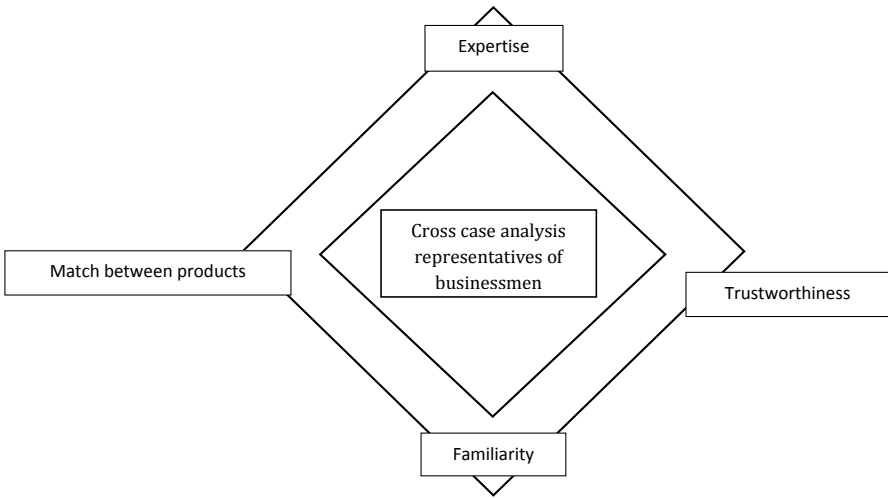 Expertise
Cross case analysis
representatives of
businessmen
Match between products
Trustworthiness
Familiarity